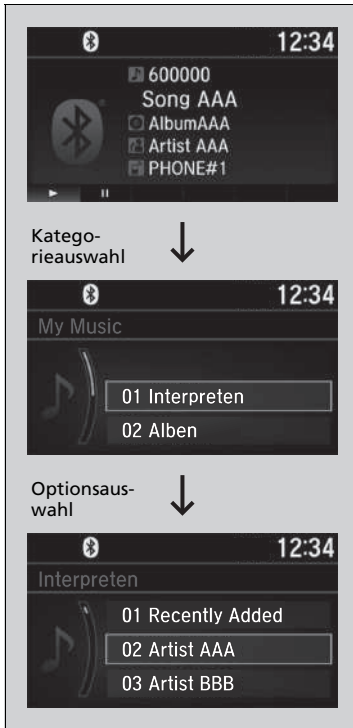 12:34
600000
Song AAA
AlbumAAA
Artist AAA
PHONE#1
Katego-
rieauswahl
12:34
My Music
01 Interpreten
02 Alben
Optionsaus-
wahl
12:34
Interpreten
01 Recently Added
02 Artist AAA
03 Artist BBB